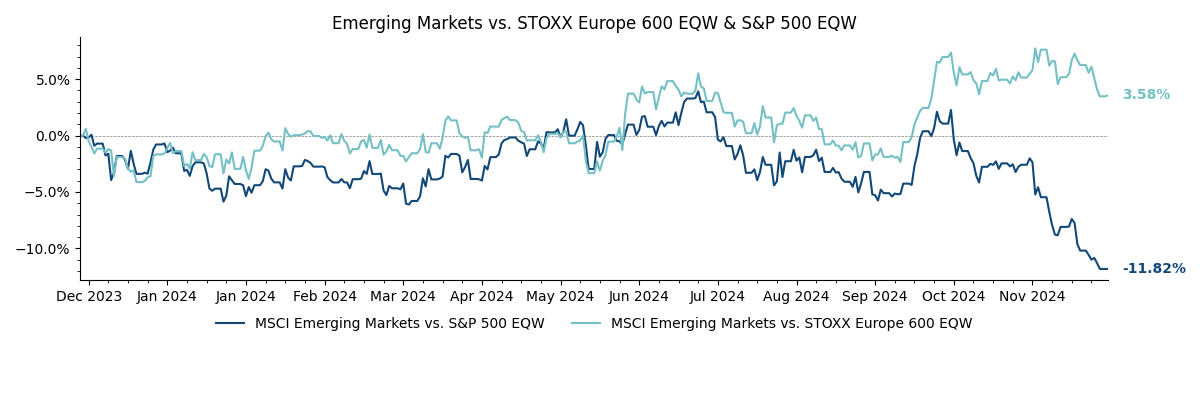 Emerging Markets vs. STOXX Europe 600 EQW & S&P 500 EQW
5.0%
0.0%
−5.0%
−10.0%
3.58%
-11.82%
Dec 2023 Jan 2024 Jan 2024 Feb 2024 Mar 2024 Apr 2024 May 2024 Jun 2024 Jul 2024 Aug 2024 Sep 2024 Oct 2024 Nov 2024
MSCI Emerging Markets vs. S&P 500 EQW MSCI Emerging Markets vs. STOXX Europe 600 EQW